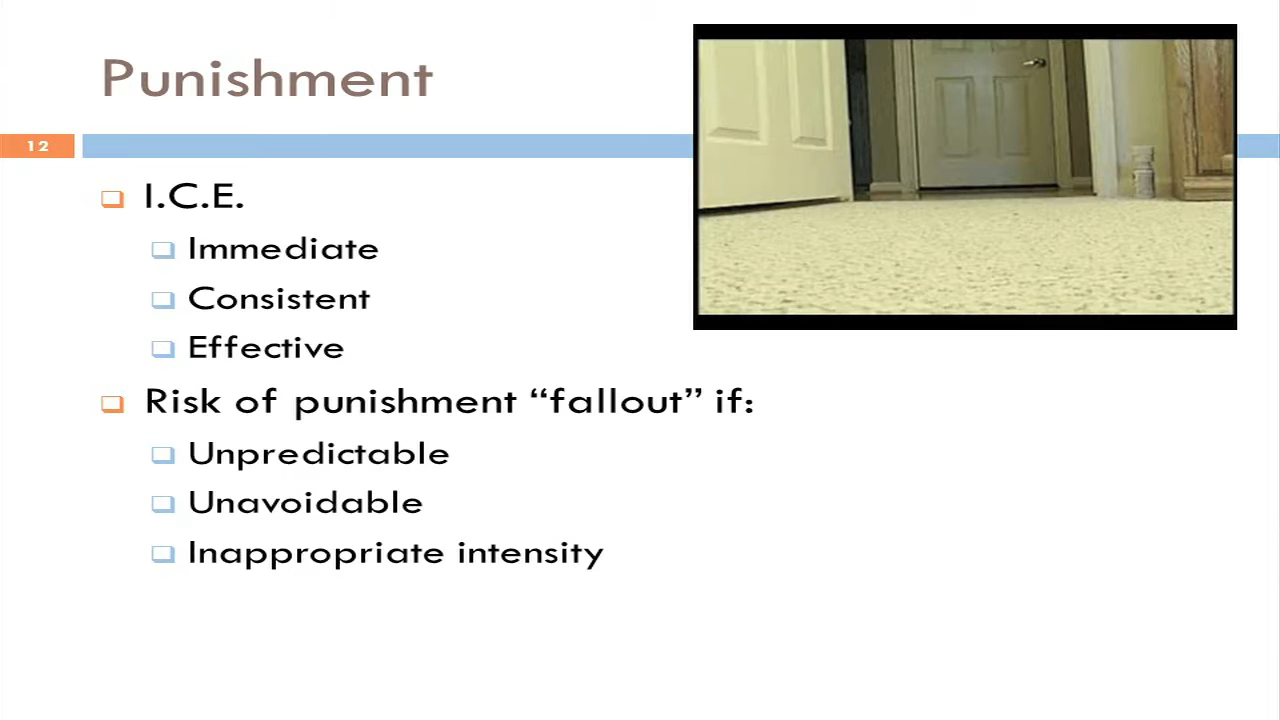 Punishment
12
I.C.E.
Immediate
Consistent
Effective
Risk of punishment “fallout” if:
Unpredictable
Unavoidable
Inappropriate intensity